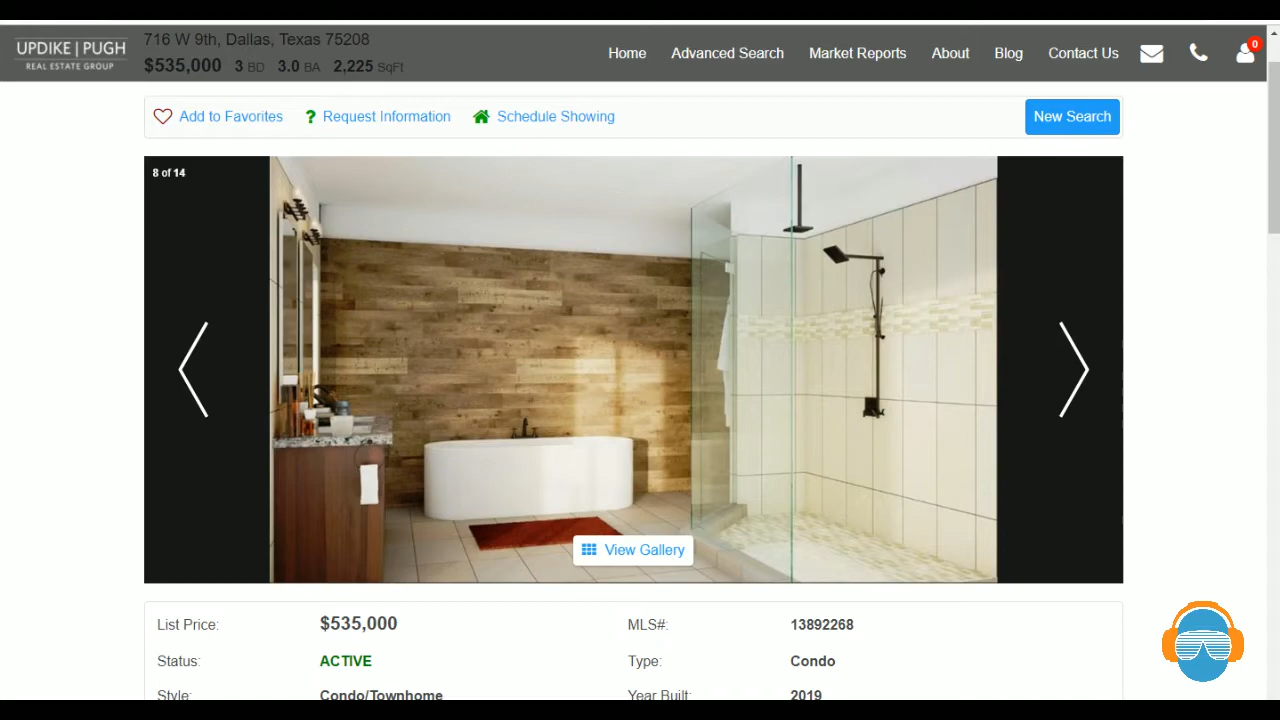 UPDIKE | PUGH
REAL ESTATE GROUP
716 W 9th, Dallas, Texas 75208
$535,000 3 BD 3.0 BA 2,225 SqFt
Home Advanced Search Market Reports About Blog Contact Us 0
Add to Favorites ? Request Information Schedule Showing New Search
8 of 14
View Gallery
List Price: $535,000 MLS#: 13892268
Status: ACTIVE Type: Condo
Style: Condo/Townhome Year Built: 2019